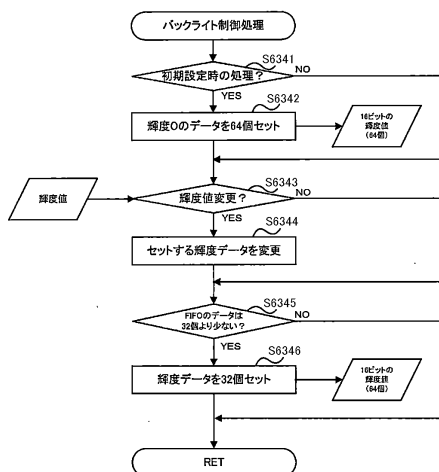 バックライト制御処理
S6341
初期設定時の処理?
NO
YES
S6342
輝度0のデータを64個セット
16ビットの
輝度値
(64個)
S6343
輝度値
輝度値変更?
NO
YES
S6344
セットする輝度データを変更
S6345
FIFOのデータは
32個より少ない?
NO
YES
S6346
輝度データを32個セット
16ビットの
輝度値
(64個)
RET